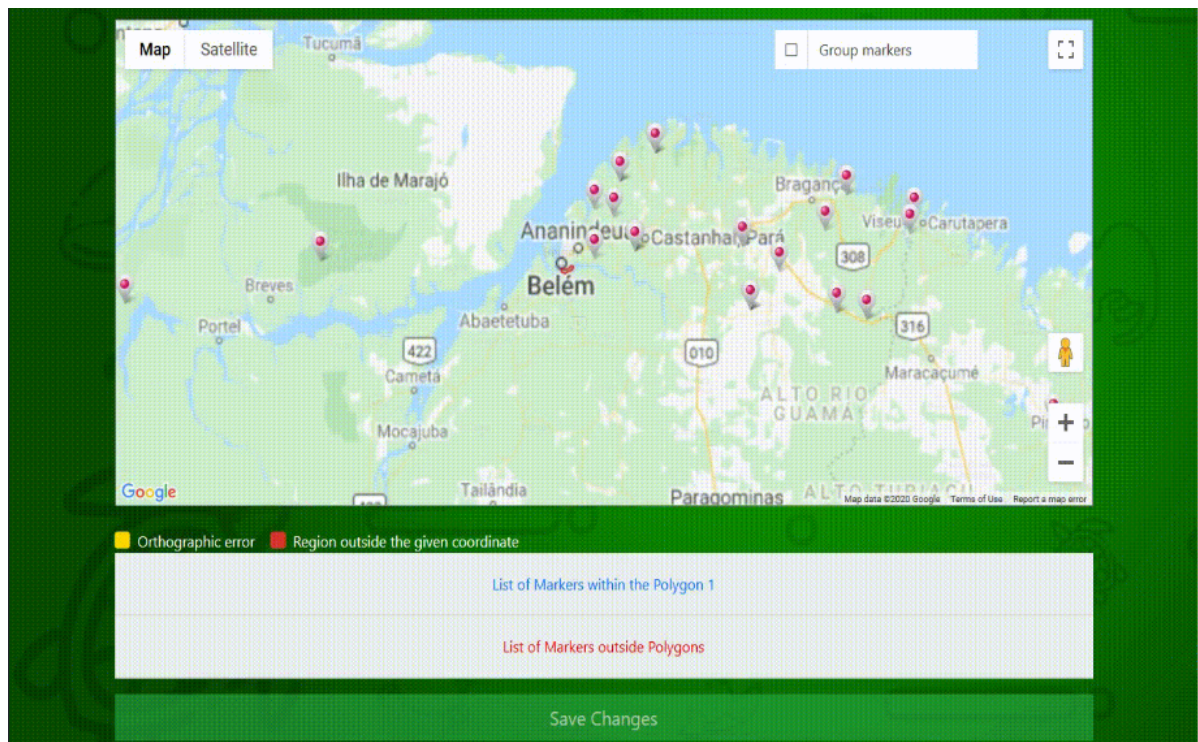 Map
Satellite
Tucumã
Group markers
Ilha de Marajó
Bragança
Viseu
Carutapera
Castanhal
Pará
308
Belém
Breves
Abaetetuba
Portel
316
422
010
Cametá
Maracaçumé
ALTO RIO
GUAMÁ
Mocajuba
Tailândia
Paragominas
Google
Map data ©2020 Google
Terms of Use
Report a map error
Orthographic error
Region outside the given coordinate
List of Markers within the Polygon 1
List of Markers outside Polygons
Save Changes